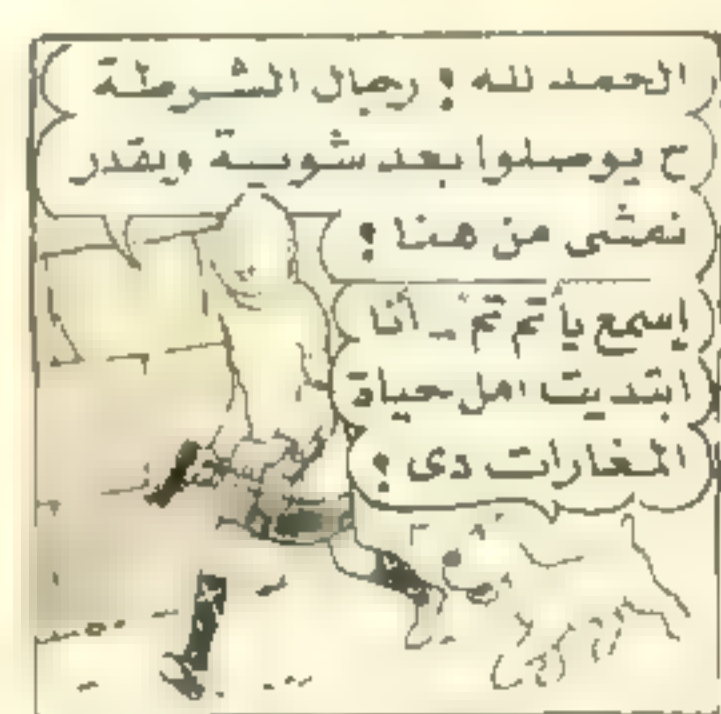 الحمد لله ! رجال الشرطة
ح يوصلوا بعد شوية ونقدر
نمشى من هنا !
إسمع يا تم تم ـ أنا
ابتديت امل حياة
المغارات دى !